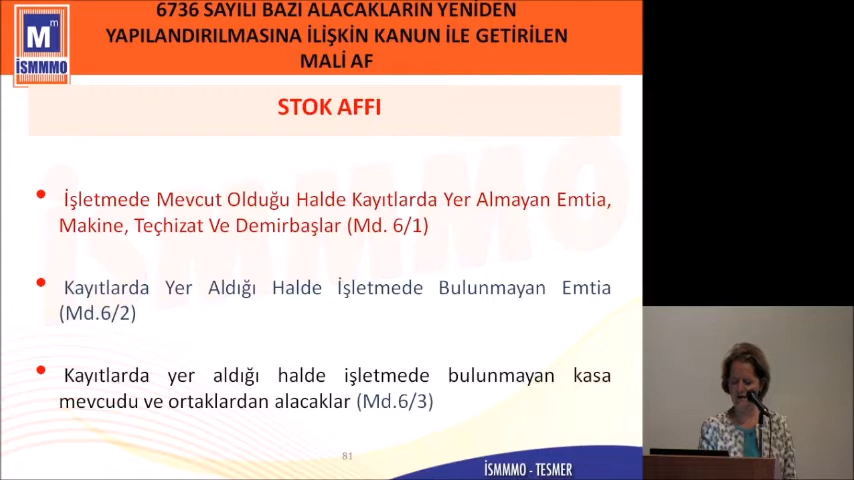 6736 SAYILI BAZI ALACAKLARIN YENİDEN
YAPILANDIRILMASINA İLİŞKİN KANUN İLE GETİRİLEN
MALİ AF
Mm
İSMMMO
STOK AFFI
• İşletmede Mevcut Olduğu Halde Kayıtlarda Yer Almayan Emtia,
Makine, Teçhizat Ve Demirbaşlar (Md. 6/1)
• Kayıtlarda Yer Aldığı Halde İşletmede Bulunmayan Emtia
(Md.6/2)
• Kayıtlarda yer aldığı halde işletmede bulunmayan kasa
mevcudu ve ortaklardan alacaklar (Md.6/3)
81
İSMMMO - TESMER